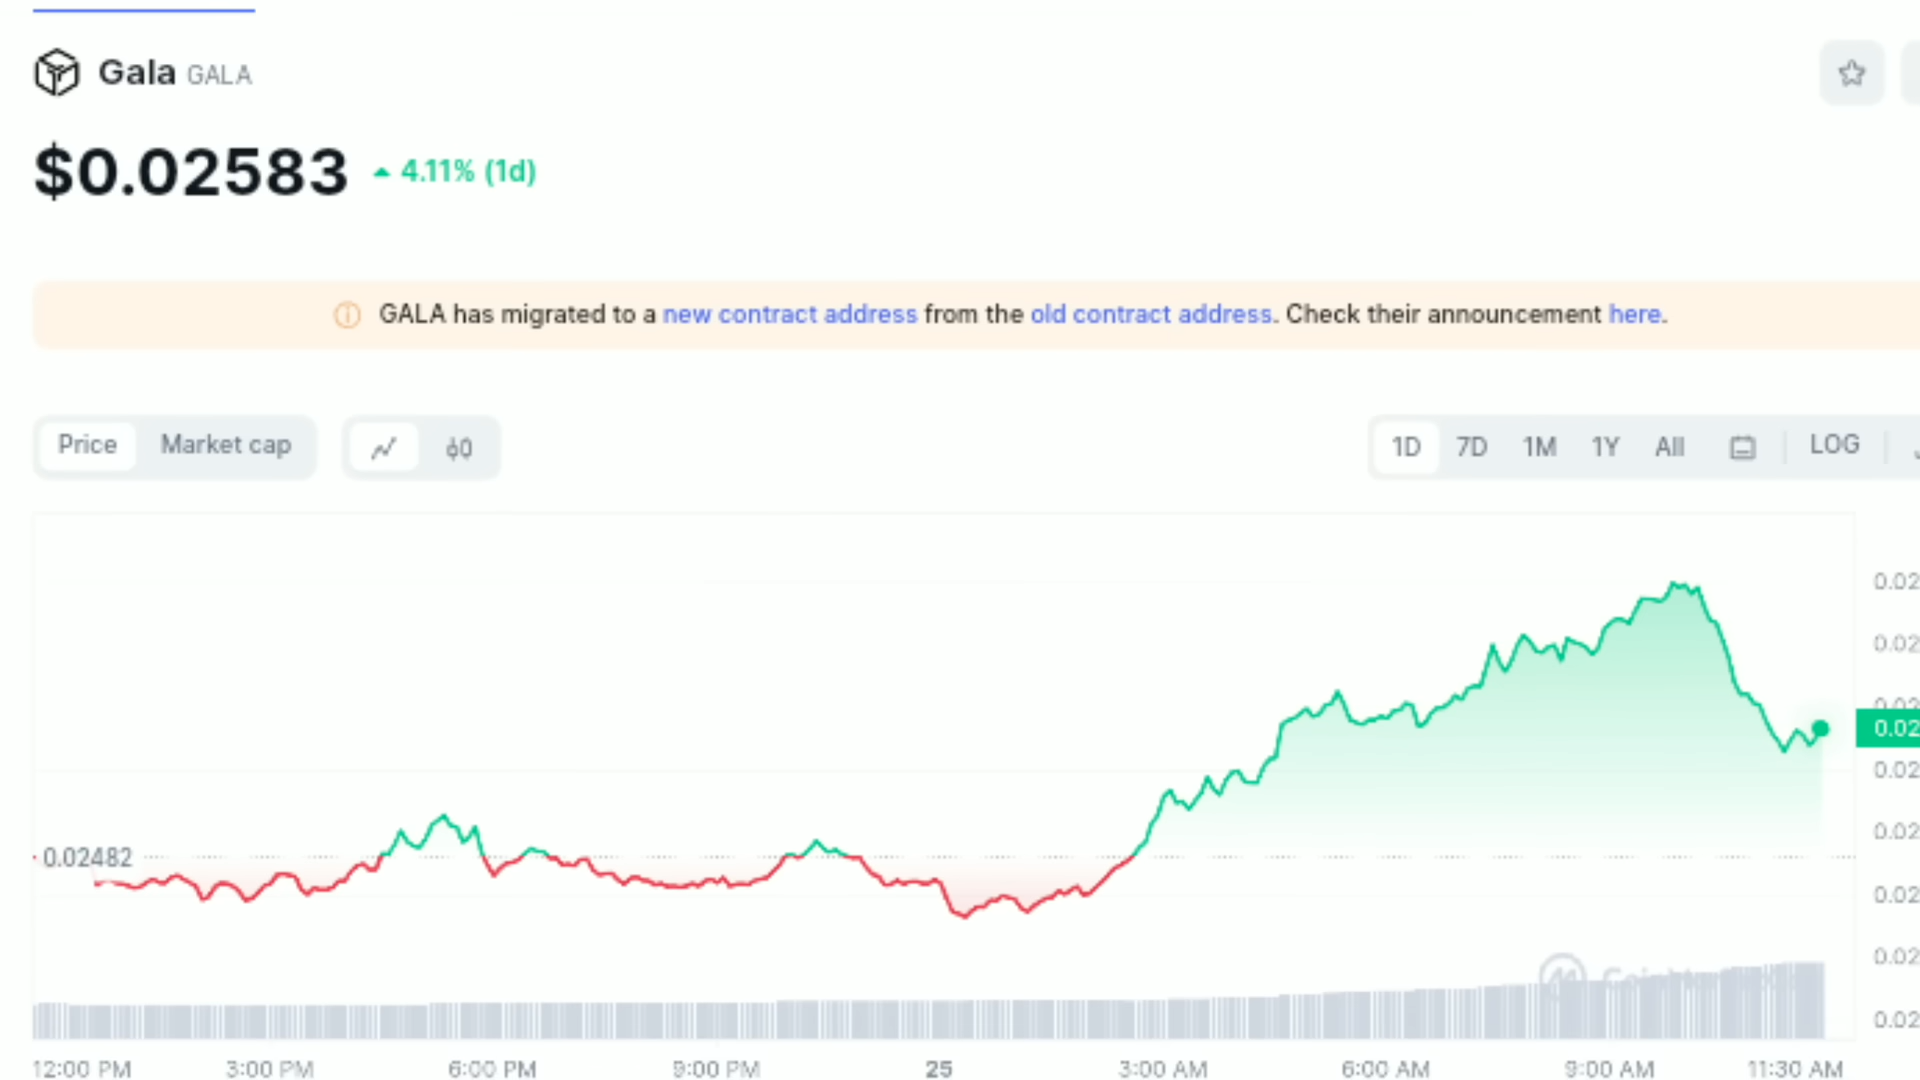 Gala GALA
$0.02583 4.11% (1d)
GALA has migrated to a new contract address from the old contract address. Check their announcement here.
Price Market cap 1D 7D 1M 1Y All LOG
0.02
0.02
0.02
0.02
0.02
0.02
0.02482
0.02
0.02
0.02
12:00 PM 3:00 PM 6:00 PM 9:00 PM 25 3:00 AM 6:00 AM 9:00 AM 11:30 AM